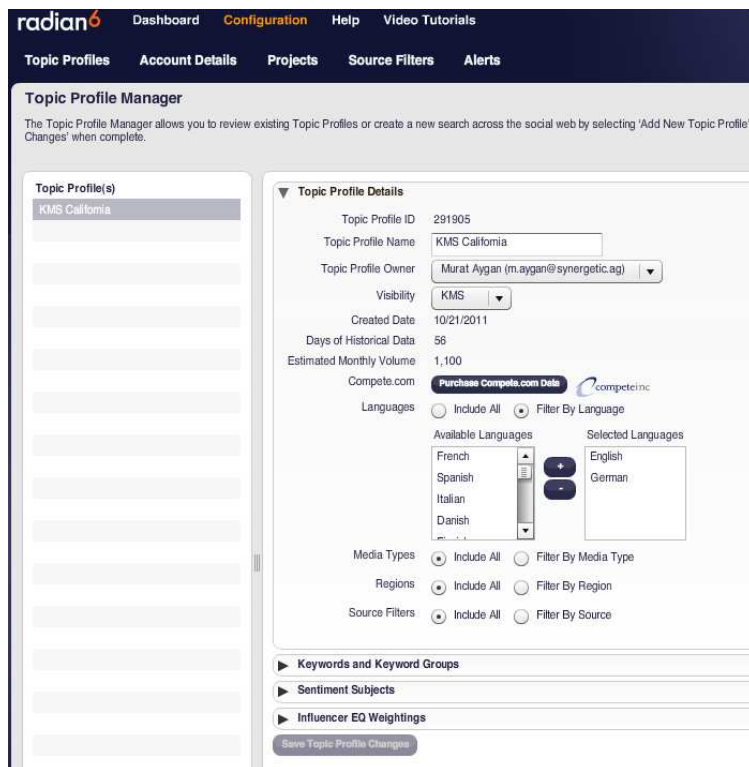 radian6 Dashboard Configuration Help Video Tutorials
Topic Profiles Account Details Projects Source Filters Alerts
Topic Profile Manager
The Topic Profile Manager allows you to review existing Topic Profiles or create a new search across the social web by selecting 'Add New Topic Profile'
Changes' when complete.
Topic Profile(s)
KMS California
Topic Profile Details
Topic Profile ID 291905
Topic Profile Name KMS California
Topic Profile Owner Murat Aygan (m.aygan@synergetic.ag)
Visibility KMS
Created Date 10/21/2011
Days of Historical Data 56
Estimated Monthly Volume 1,100
Compete.com Purchase Compete.com Data competeinc
Languages Include All Filter By Language
Available Languages Selected Languages
French + English
Spanish - German
Italian
Danish
Media Types Include All Filter By Media Type
Regions Include All Filter By Region
Source Filters Include All Filter By Source
Keywords and Keyword Groups
Sentiment Subjects
Influencer EQ Weightings
Save Topic Profile Changes